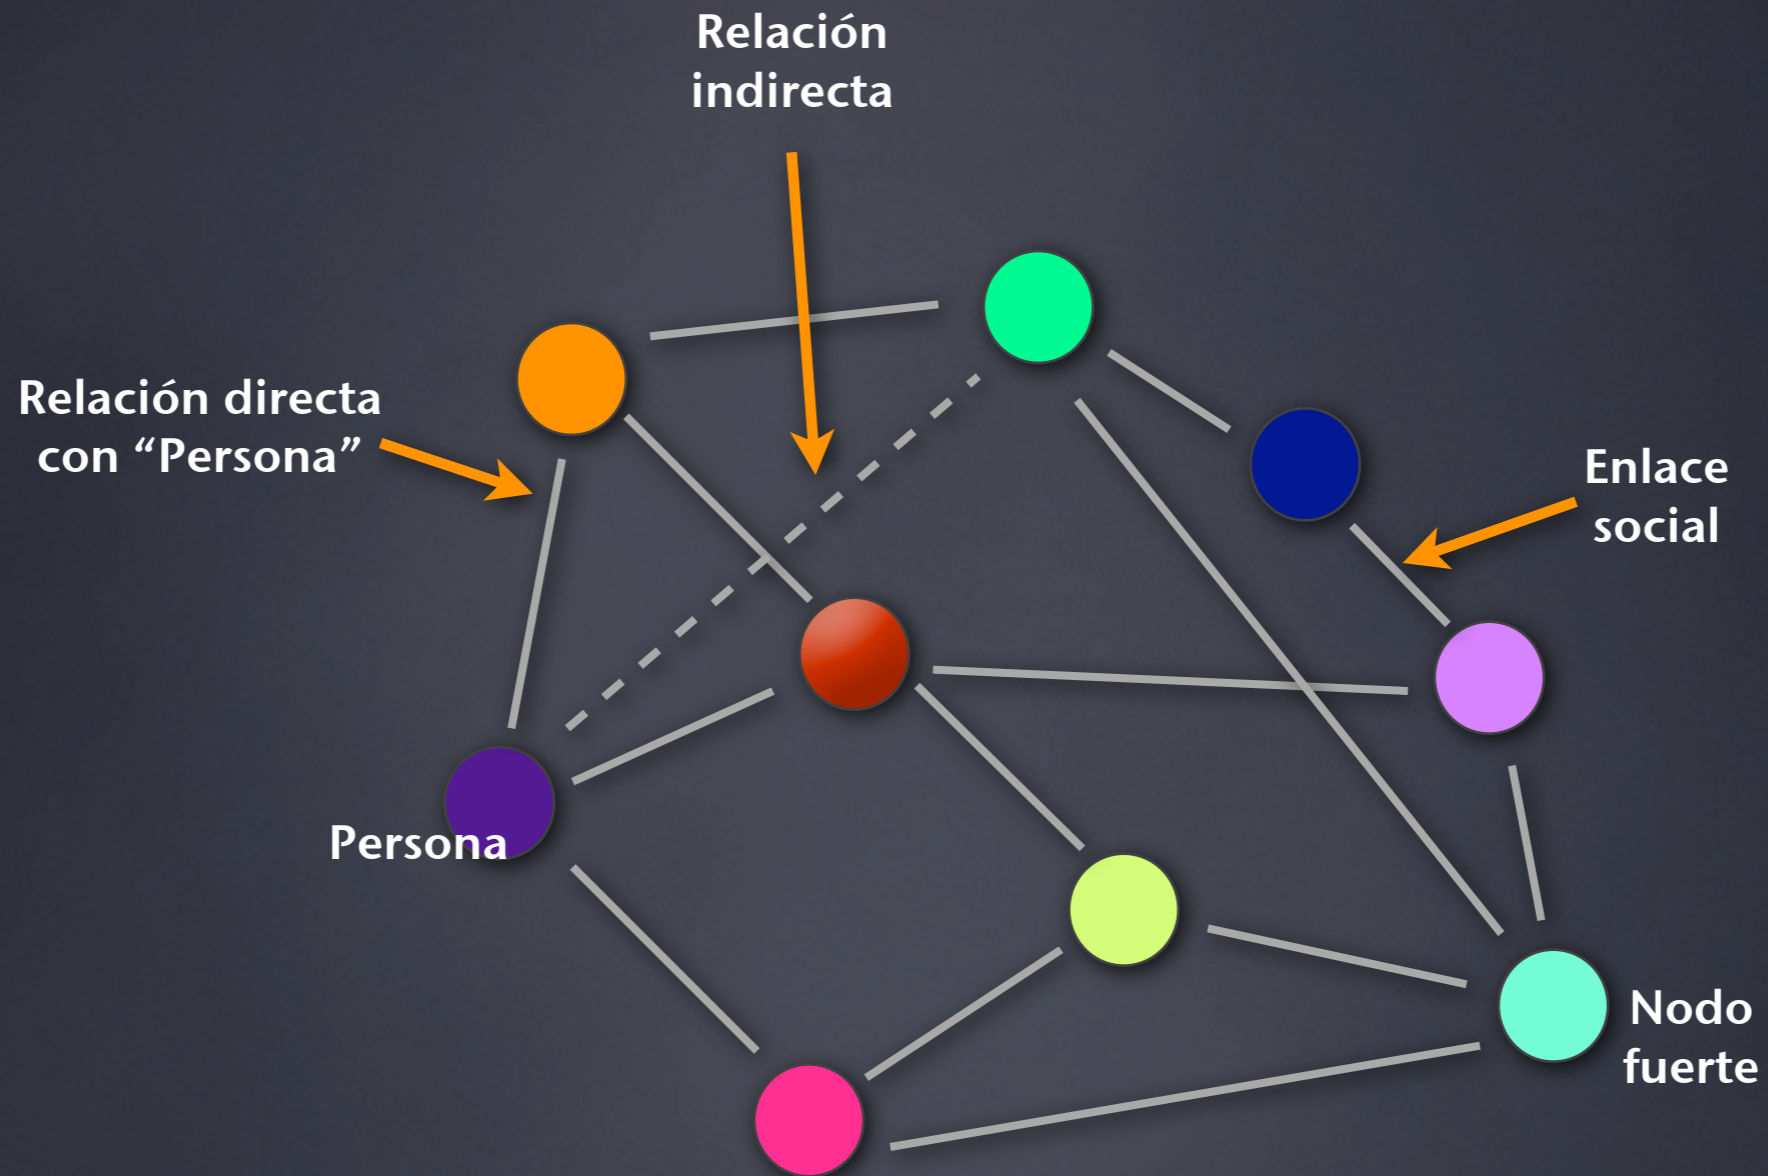 Relación
indirecta
Relación directa
con “Persona”
Enlace
social
Persona
Nodo
fuerte